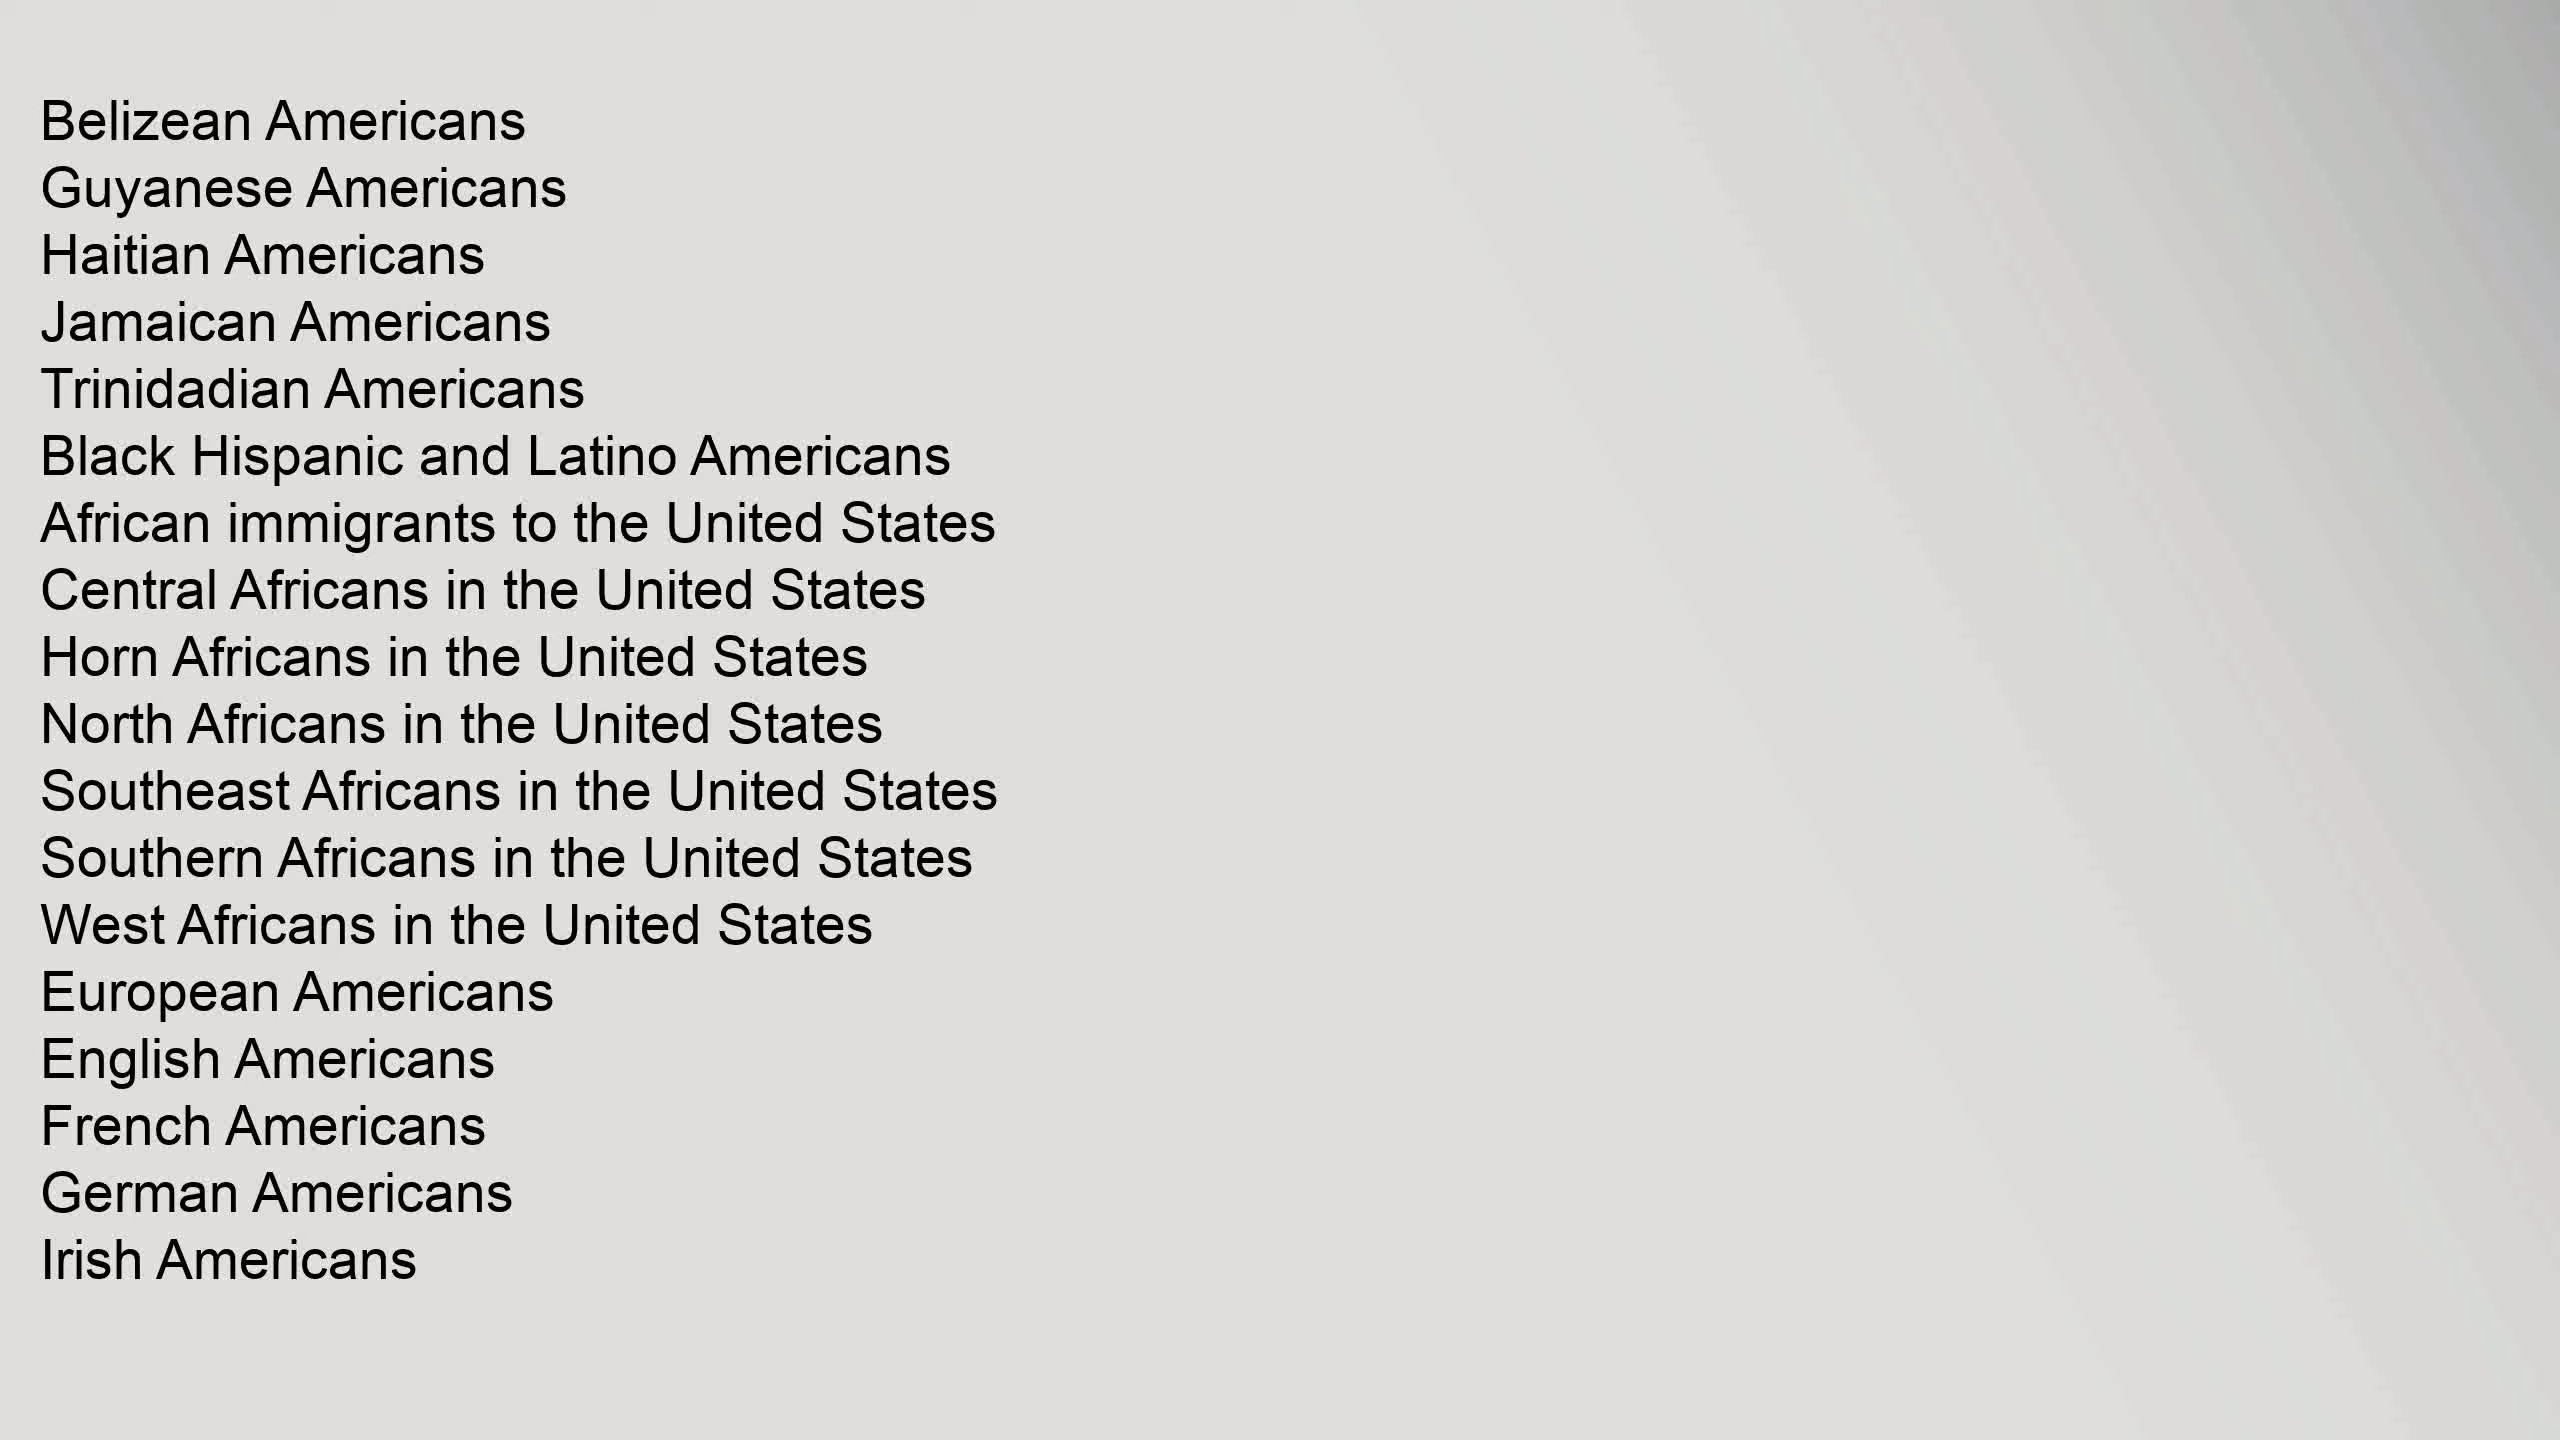 Belizean Americans
Guyanese Americans
Haitian Americans
Jamaican Americans
Trinidadian Americans
Black Hispanic and Latino Americans
African immigrants to the United States
Central Africans in the United States
Horn Africans in the United States
North Africans in the United States
Southeast Africans in the United States
Southern Africans in the United States
West Africans in the United States
European Americans
English Americans
French Americans
German Americans
Irish Americans